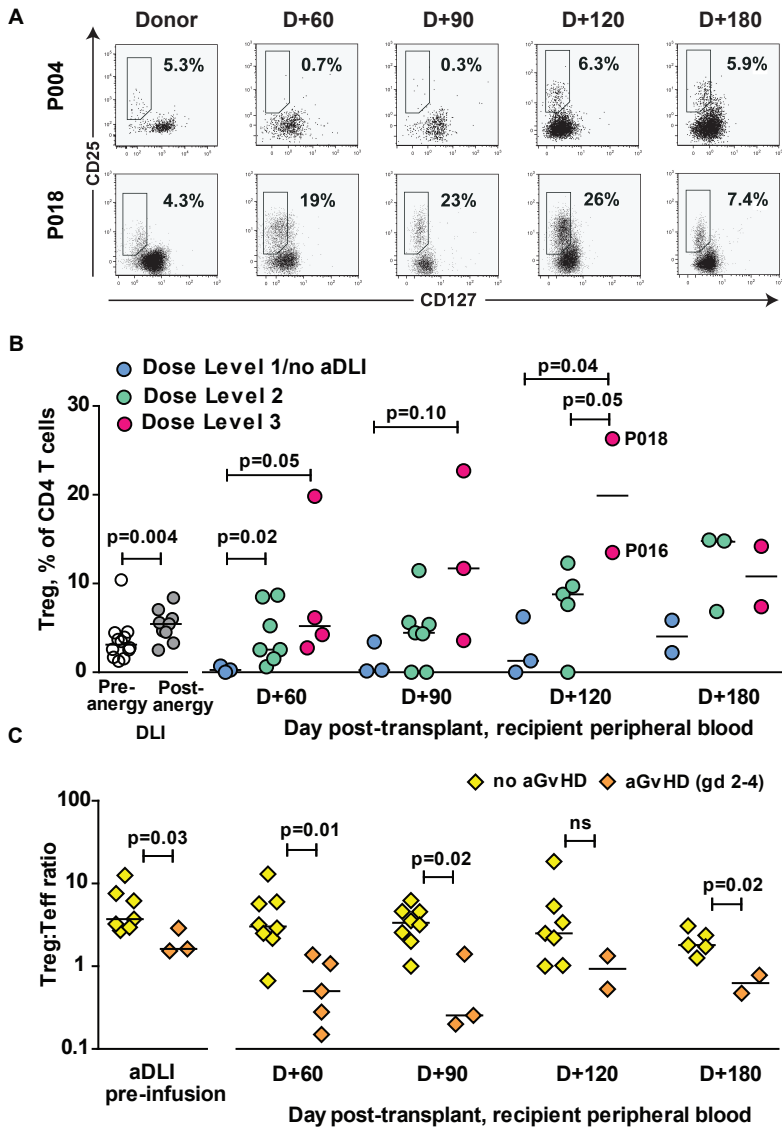 A
Donor D+60 D+90 D+120 D+180
P004
5.3% 0.7% 0.3% 6.3% 5.9%
CD25
P018
4.3% 19% 23% 26% 7.4%
CD127
B
Dose Level 1/no aDLI
Dose Level 2
Dose Level 3
p=0.04
p=0.05
p=0.10
p=0.05
p=0.02
p=0.004
P018
P016
Treg, % of CD4 T cells
30
20
10
0
Pre-anergy Post-anergy
DLI
D+60 D+90 D+120 D+180
Day post-transplant, recipient peripheral blood
C
no aGvHD aGvHD (gd 2-4)
p=0.03 p=0.01 p=0.02 ns p=0.02
Treg:Teff ratio
100
10
1
0.1
aDLI
pre-infusion
D+60 D+90 D+120 D+180
Day post-transplant, recipient peripheral blood